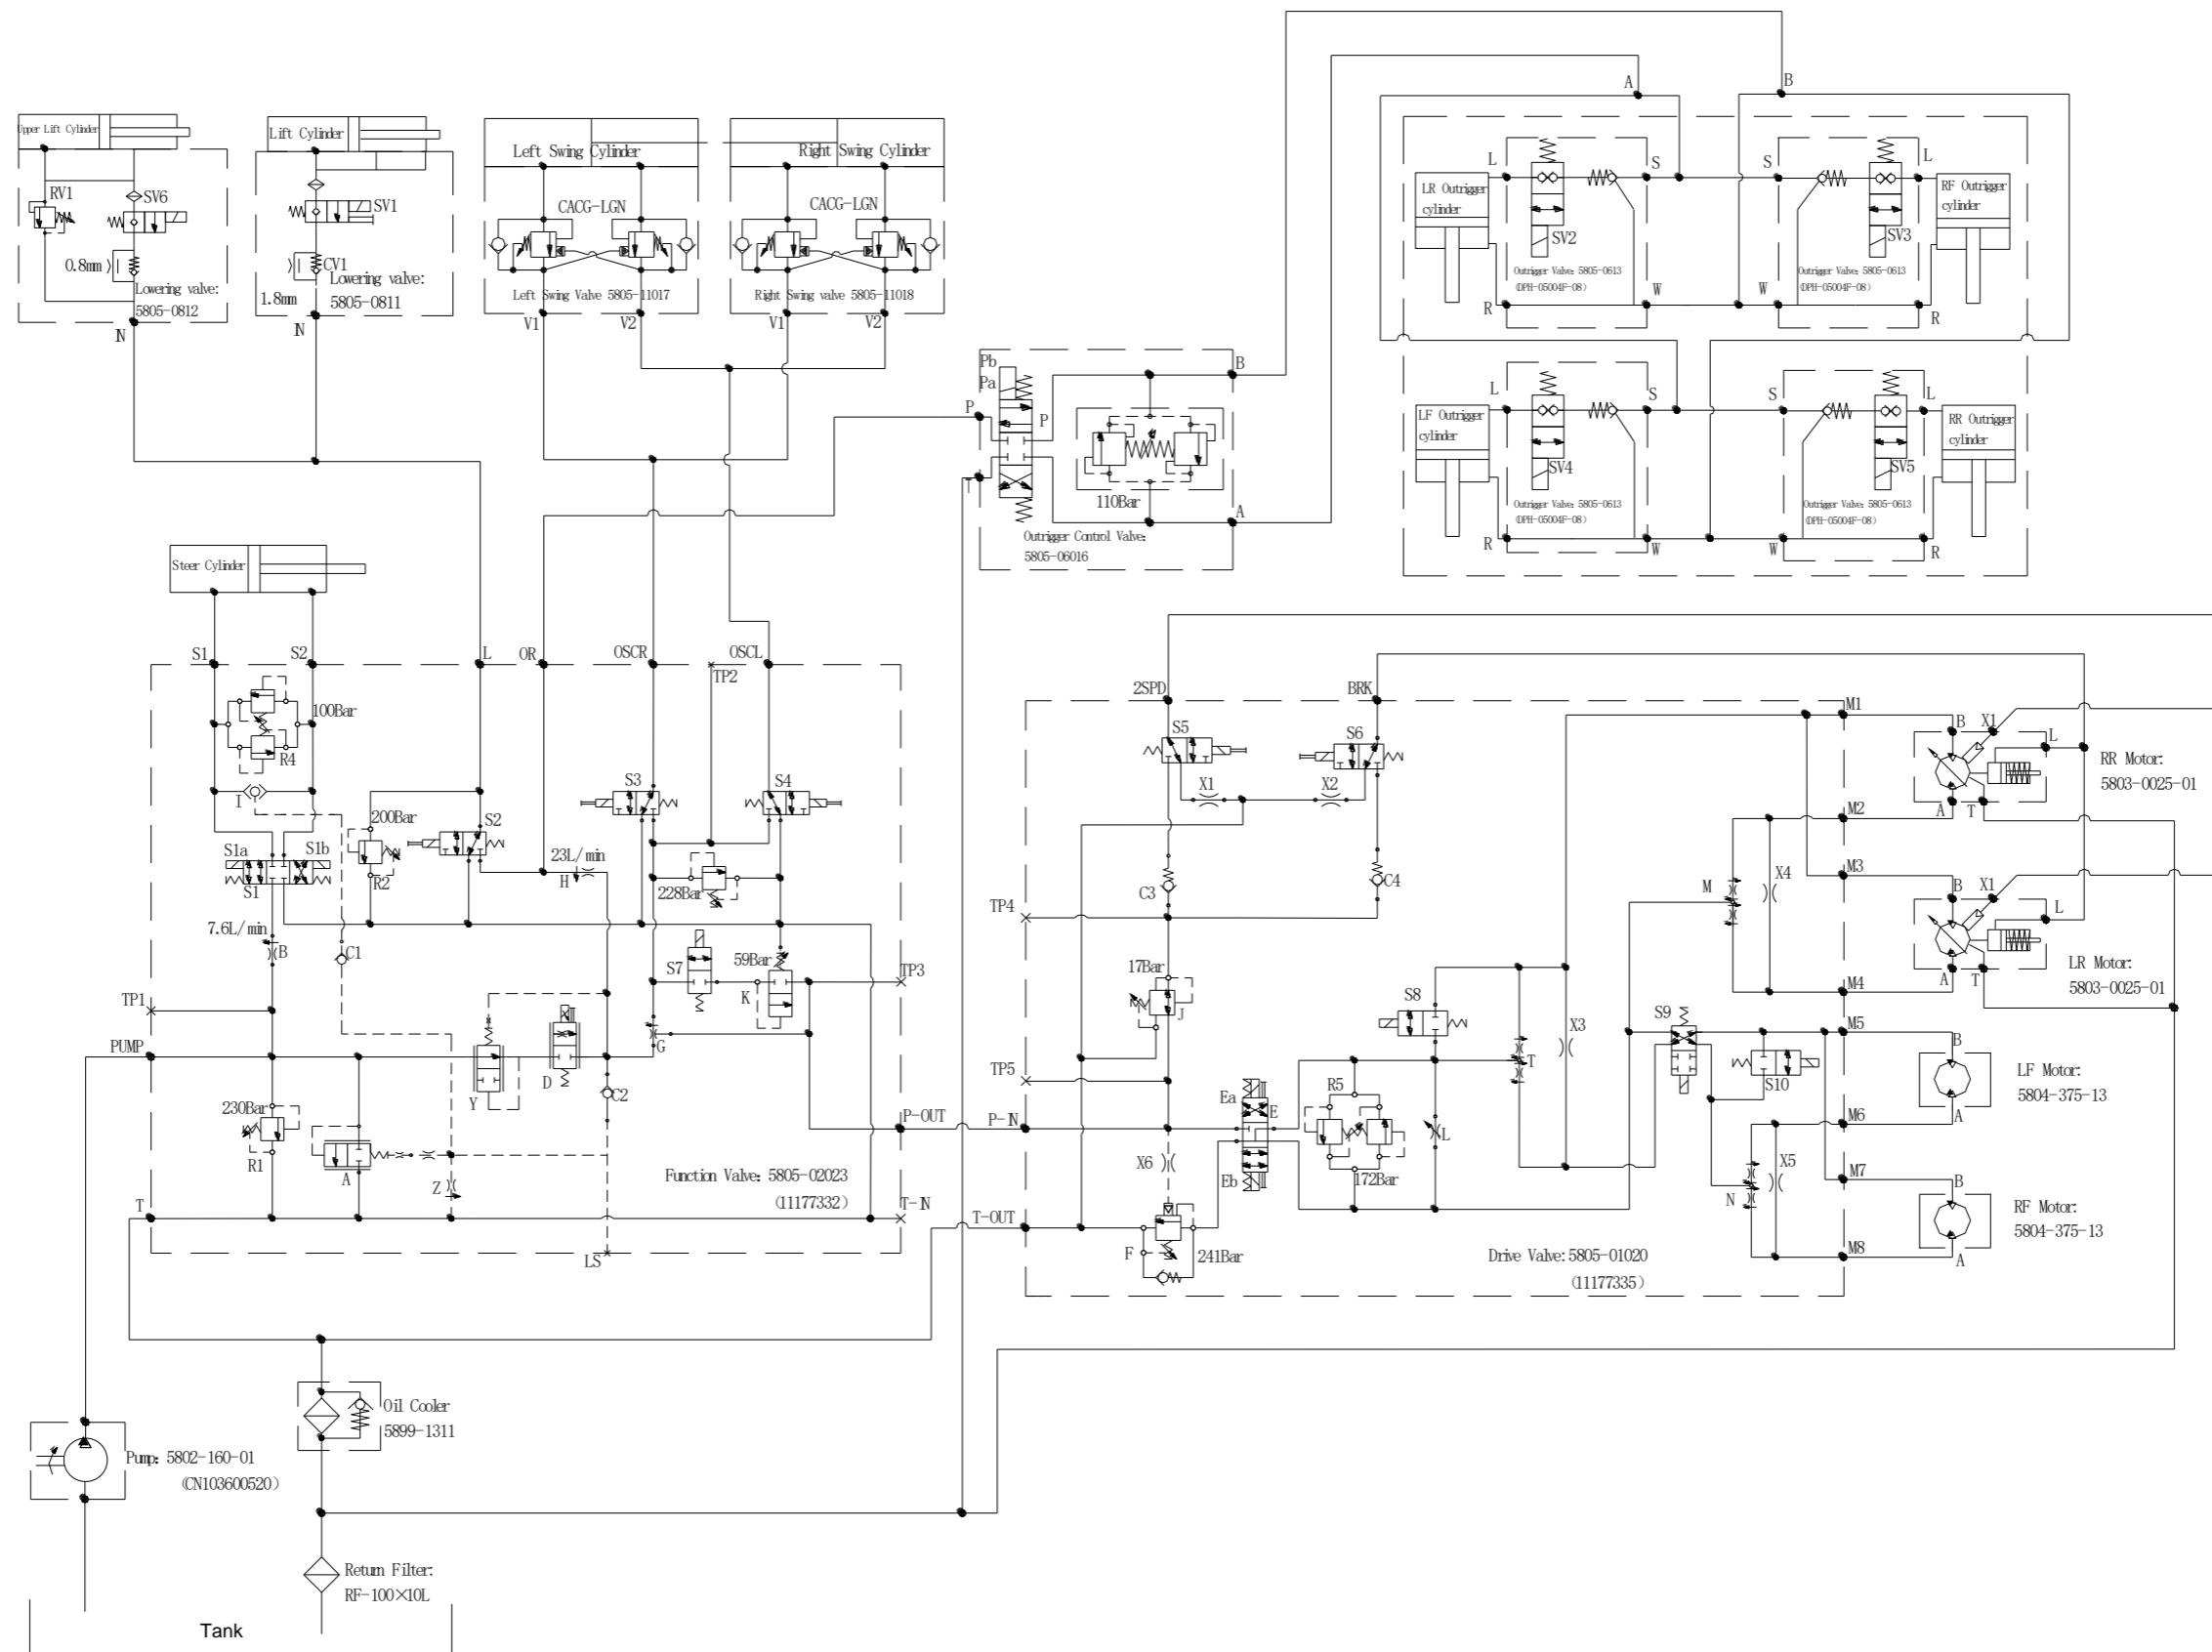 A
B
Upper Lift Cylinder
Lift Cylinder
Left Swing Cylinder
Right Swing Cylinder
RV1
SV6
SV1
CACG-LGN
CACG-LGN
0.8mm
CV1
Lowering valve:
5805-0812
Lowering valve:
5805-0811
1.8mm
Left Swing Valve 5805-11017
Right Swing valve 5805-11018
IN
IN
V1
V2
V1
V2
L
S
S
L
LR Outrigger
cylinder
RF Outrigger
cylinder
SV2
SV3
Outrigger Valve: 5805-0613
(DPH-05004F-08)
Outrigger Valve: 5805-0613
(DPH-05004F-08)
R
W
W
R
L
S
S
L
LF Outrigger
cylinder
RR Outrigger
cylinder
SV4
SV5
Outrigger Valve: 5805-0613
(DPH-05004F-08)
Outrigger Valve: 5805-0613
(DPH-05004F-08)
R
W
W
R
Pb
Pa
B
P
P
T
110Bar
A
Outrigger Control Valve:
5805-06016
Steer Cylinder
S1
S2
L
OR
OSCR
TP2
OSCL
100Bar
R4
I
S3
S4
200Bar
S2
S1a
S1b
S1
R2
23L/min
H
228Bar
7.6L/min
B
C1
S7
59Bar
K
TP3
TP1
G
PUMP
Y
D
C2
230Bar
R1
A
Z
P-OUT
Function Valve: 5805-02023
(11177332)
T
T-IN
LS
2SPD
BRK
S5
S6
X1
X2
C3
C4
TP4
17Bar
J
TP5
P-IN
Ea
E
Eb
R5
172Bar
S8
L
T
X3
X6
T-OUT
F
241Bar
S9
S10
M
X4
N
X5
Drive Valve: 5805-01020
(11177335)
M1
M2
M3
M4
M5
M6
M7
M8
B
X1
L
A
T
RR Motor:
5803-0025-01
B
X1
L
A
T
LR Motor:
5803-0025-01
B
A
LF Motor:
5804-375-13
B
A
RF Motor:
5804-375-13
Oil Cooler
5899-1311
Pump: 5802-160-01
(CN103600520)
Return Filter:
RF-100×10L
Tank